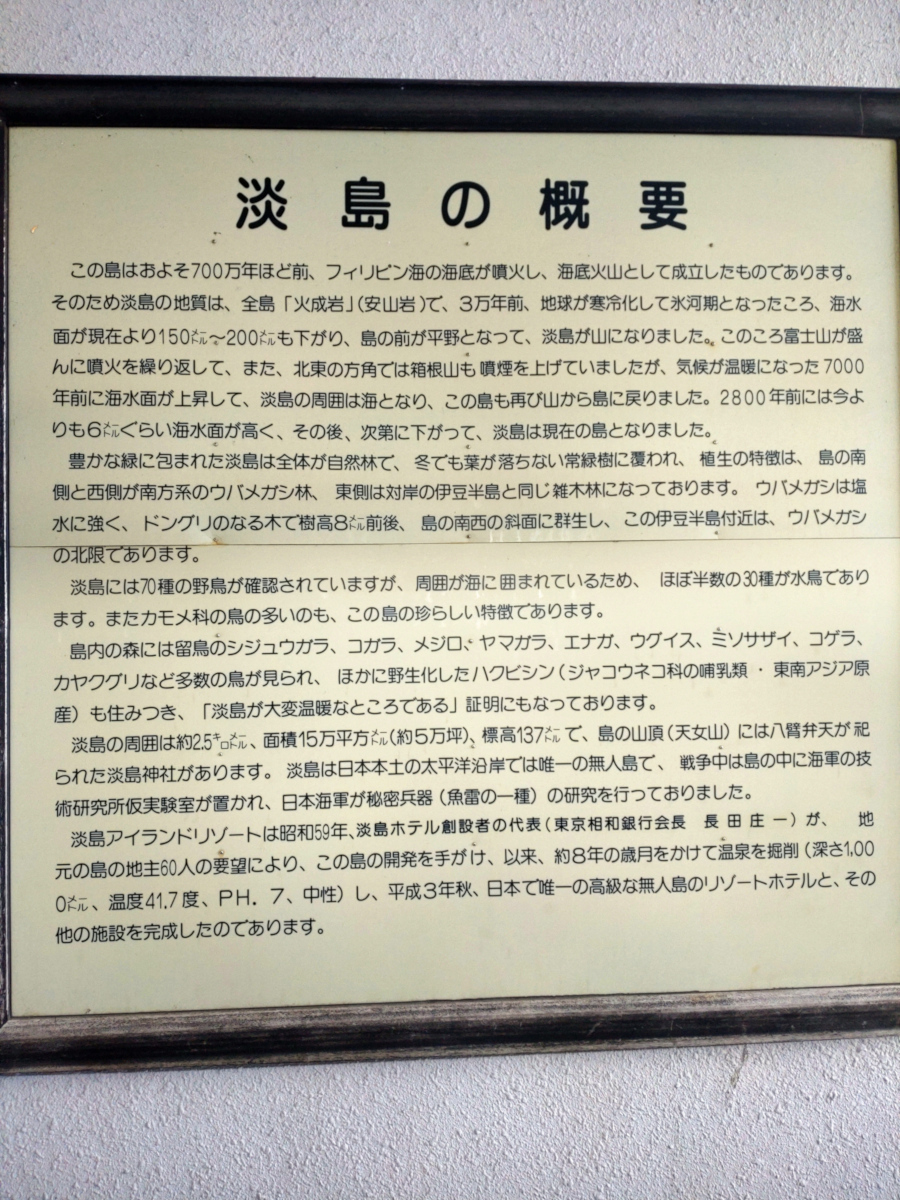 淡島の概要
この島はおよそ700万年ほど前、フィリピン海の海底が噴火し、海底火山として成立したものであります。
そのため淡島の地質は、全島「火成岩」(安山岩)で、3万年前、地球が寒冷化して氷河期となったころ、海水
面が現在より150㍍〜200㍍も下がり、島の前が平野となって、淡島が山になりました。このころ富士山が盛
んに噴火を繰り返して、また、北東の方角では箱根山も噴煙を上げていましたが、気候が温暖になった7000
年前に海水面が上昇して、淡島の周囲は海となり、この島も再び山から島に戻りました。2800年前には今よ
りも6㍍ぐらい海水面が高く、その後、次第に下がって、淡島は現在の島となりました。
豊かな緑に包まれた淡島は全体が自然林で、冬でも葉が落ちない常緑樹に覆われ、植生の特徴は、島の南
側と西側が南方系のウバメガシ林、東側は対岸の伊豆半島と同じ雑木林になっております。ウバメガシは塩
水に強く、ドングリのなる木で樹高8㍍前後、島の南西の斜面に群生し、この伊豆半島付近は、ウバメガシ
の北限であります。
淡島には70種の野鳥が確認されていますが、周囲が海に囲まれているため、ほぼ半数の30種が水鳥であり
ます。またカモメ科の鳥の多いのも、この島の珍らしい特徴であります。
島内の森には留鳥のシジュウガラ、コガラ、メジロ、ヤマガラ、エナガ、ウグイス、ミソサザイ、コゲラ、
カヤクグリなど多数の鳥が見られ、ほかに野生化したハクビシン(ジャコウネコ科の哺乳類・東南アジア原
産)も住みつき、「淡島が大変温暖なところである」証明にもなっております。
淡島の周囲は約2.5㌔㍍、面積15万平方㍍(約5万坪)、標高137㍍で、島の山頂(天女山)には八臂弁天が祀
られた淡島神社があります。淡島は日本本土の太平洋沿岸では唯一の無人島で、戦争中は島の中に海軍の技
術研究所仮実験室が置かれ、日本海軍が秘密兵器(魚雷の一種)の研究を行っておりました。
淡島アイランドリゾートは昭和59年、淡島ホテル創設者の代表(東京相和銀行会長 長田庄一)が、地
元の島の地主60人の要望により、この島の開発を手がけ、以来、約8年の歳月をかけて温泉を掘削(深さ1,00
0㍍、温度41.7度、PH.7、中性)し、平成3年秋、日本で唯一の高級な無人島のリゾートホテルと、その
他の施設を完成したのであります。